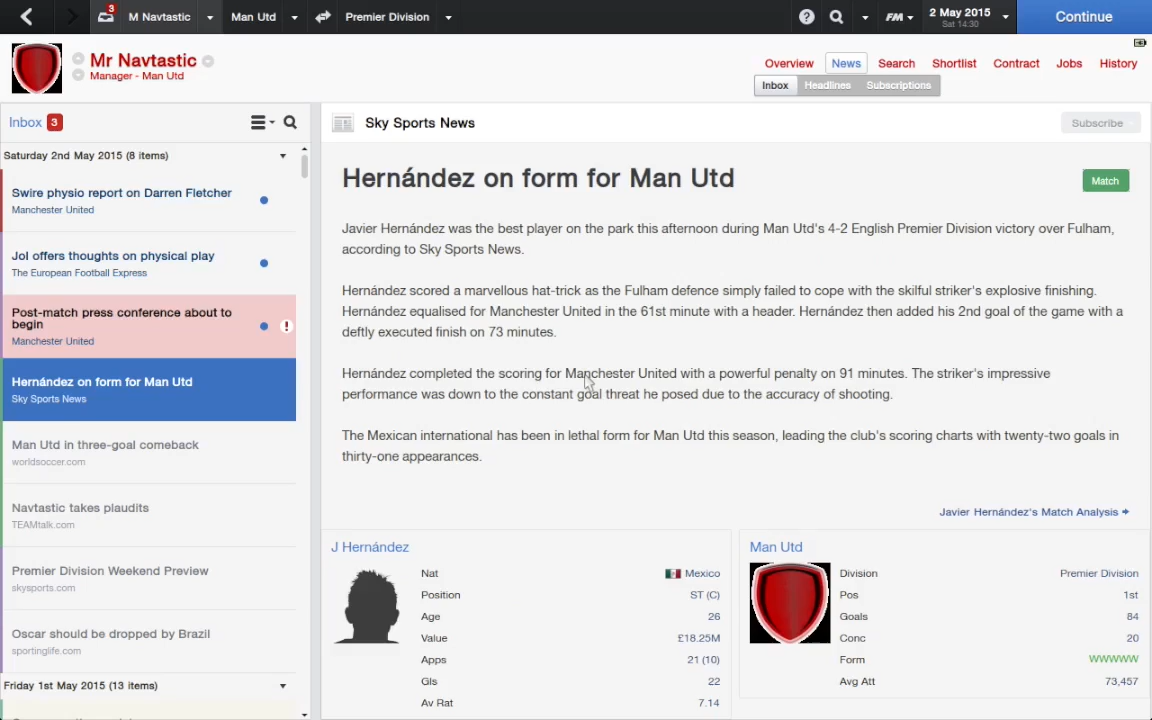 3
M Navtastic
Man Utd
Premier Division
?
FM
2 May 2015
Sat 14:30
Continue
Mr Navtastic
Manager - Man Utd
Overview
News
Search
Shortlist
Contract
Jobs
History
Inbox
Headlines
Subscriptions
Inbox 3
Saturday 2nd May 2015 (8 items)
Swire physio report on Darren Fletcher
Manchester United
Jol offers thoughts on physical play
The European Football Express
Post-match press conference about to
begin
!
Manchester United
Hernández on form for Man Utd
Sky Sports News
Man Utd in three-goal comeback
worldsoccer.com
Navtastic takes plaudits
TEAMtalk.com
Premier Division Weekend Preview
skysports.com
Oscar should be dropped by Brazil
sportinglife.com
Friday 1st May 2015 (13 items)
Sky Sports News
Subscribe
Hernández on form for Man Utd
Match
Javier Hernández was the best player on the park this afternoon during Man Utd's 4-2 English Premier Division victory over Fulham,
according to Sky Sports News.
Hernández scored a marvellous hat-trick as the Fulham defence simply failed to cope with the skilful striker's explosive finishing.
Hernández equalised for Manchester United in the 61st minute with a header. Hernández then added his 2nd goal of the game with a
deftly executed finish on 73 minutes.
Hernández completed the scoring for Manchester United with a powerful penalty on 91 minutes. The striker's impressive
performance was down to the constant goal threat he posed due to the accuracy of shooting.
The Mexican international has been in lethal form for Man Utd this season, leading the club's scoring charts with twenty-two goals in
thirty-one appearances.
Javier Hernández's Match Analysis
J Hernández
Nat Mexico
Position ST (C)
Age 26
Value £18.25M
Apps 21 (10)
Gls 22
Av Rat 7.14
Man Utd
Division Premier Division
Pos 1st
Goals 84
Conc 20
Form WWWWW
Avg Att 73,457